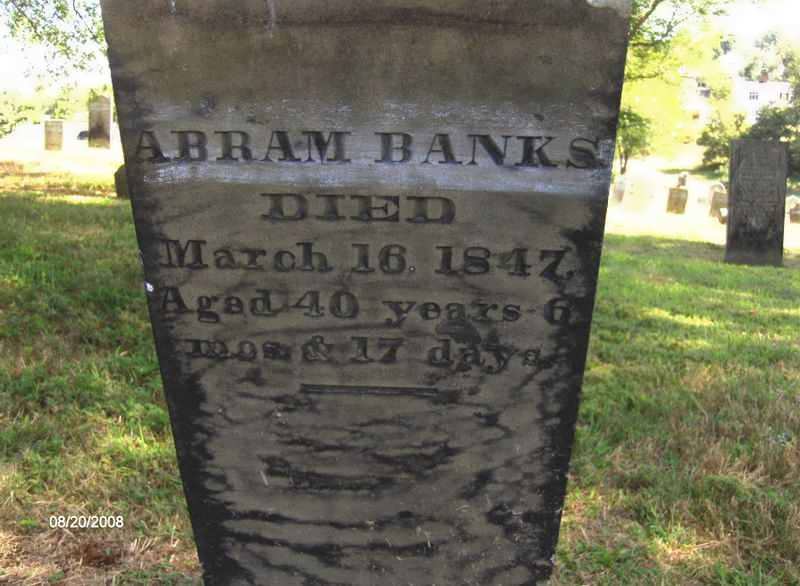 ABRAM BANKS
DIED
March 16. 1847,
Aged 40 years 6
mos. & 17 days.
08/20/2008